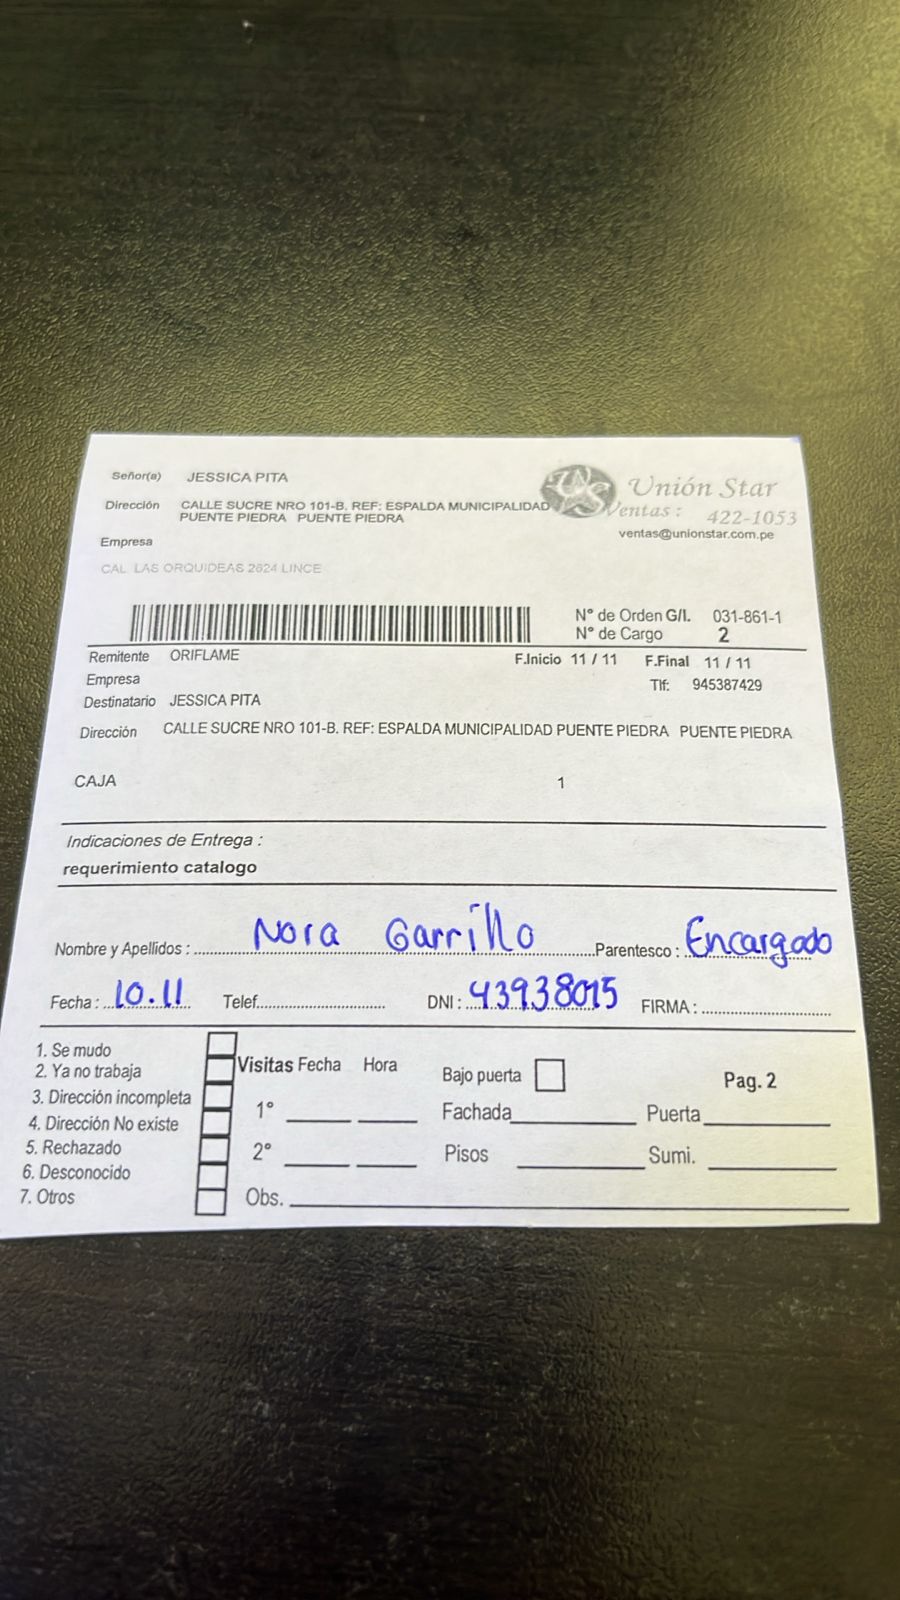 Señor(a) JESSICA PITA
Unión Star
Dirección CALLE SUCRE NRO 101-B. REF: ESPALDA MUNICIPALIDAD
PUENTE PIEDRA PUENTE PIEDRA
Ventas : 422-1053
ventas@unionstar.com.pe
Empresa
CAL. LAS ORQUIDEAS 2624 LINCE
N° de Orden G/I. 031-861-1
N° de Cargo 2
Remitente ORIFLAME F.Inicio 11 / 11 F.Final 11 / 11
Empresa Tlf: 945387429
Destinatario JESSICA PITA
Dirección CALLE SUCRE NRO 101-B. REF: ESPALDA MUNICIPALIDAD PUENTE PIEDRA PUENTE PIEDRA
CAJA 1
Indicaciones de Entrega :
requerimiento catalogo
Nombre y Apellidos : Nora Garrillo Parentesco : Encargado
Fecha : 10.11 Telef. DNI : 43938015 FIRMA :
1. Se mudo
2. Ya no trabaja
3. Dirección incompleta
4. Dirección No existe
5. Rechazado
6. Desconocido
7. Otros
Visitas Fecha Hora
1°
2°
Obs.
Bajo puerta Pag. 2
Fachada Puerta
Pisos Sumi.